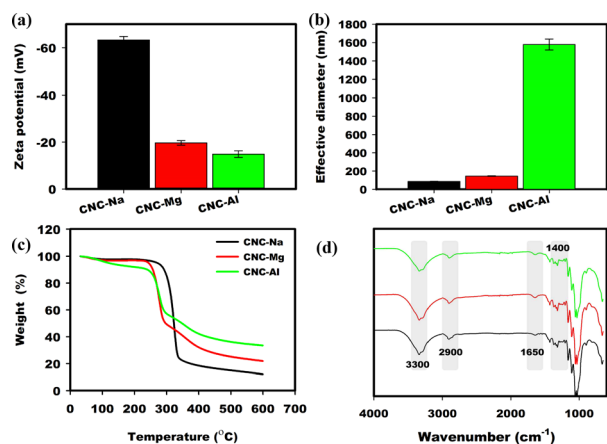 (a)
Zeta potential (mV)
-60
-40
-20
0
CNC-Na
CNC-Mg
CNC-Al
(b)
Effective diameter (nm)
1800
1600
1400
1200
1000
800
600
400
200
0
CNC-Na
CNC-Mg
CNC-Al
(c)
Weight (%)
120
100
80
60
40
20
0
0 100 200 300 400 500 600 700
Temperature (°C)
CNC-Na
CNC-Mg
CNC-Al
(d)
1400
3300
2900
1650
4000 3000 2000 1000
Wavenumber (cm-1)